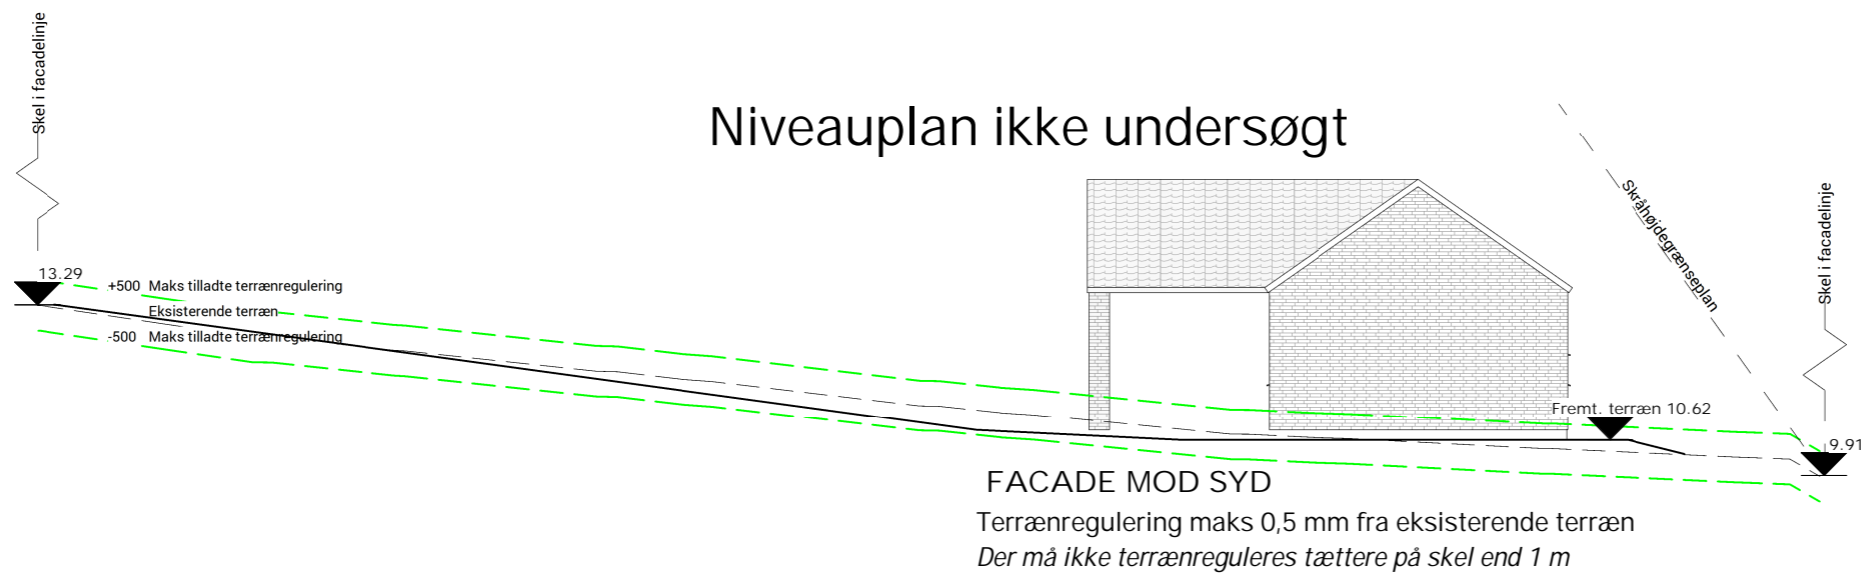 Skel i facadelinje
Niveauplan ikke undersøgt
Skråhøjdegrænseplan
Skel i facadelinje
13.29
+500 Maks tilladte terrænregulering
Eksisterende terræn
-500 Maks tilladte terrænregulering
Fremt. terræn 10.62
9.91
FACADE MOD SYD
Terrænregulering maks 0,5 mm fra eksisterende terræn
Der må ikke terrænreguleres tættere på skel end 1 m